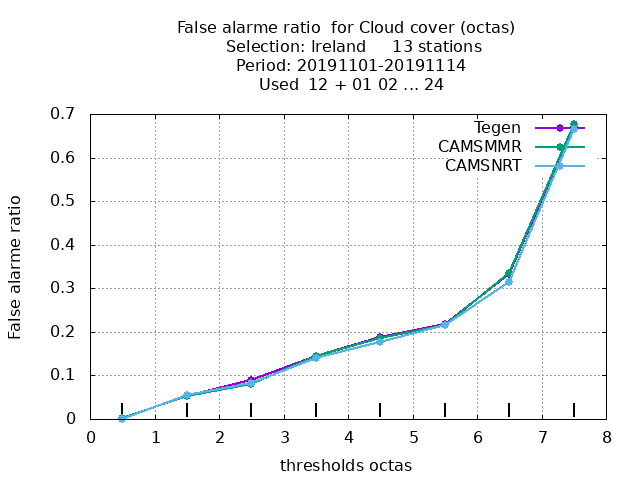 False alarme ratio  for Cloud cover (octas)
Selection: Ireland     13 stations
Period: 20191101-20191114
Used  12 + 01 02 ... 24
Tegen
CAMSMMR
CAMSNRT
False alarme ratio
0.7
0.6
0.5
0.4
0.3
0.2
0.1
0
0 1 2 3 4 5 6 7 8
thresholds octas